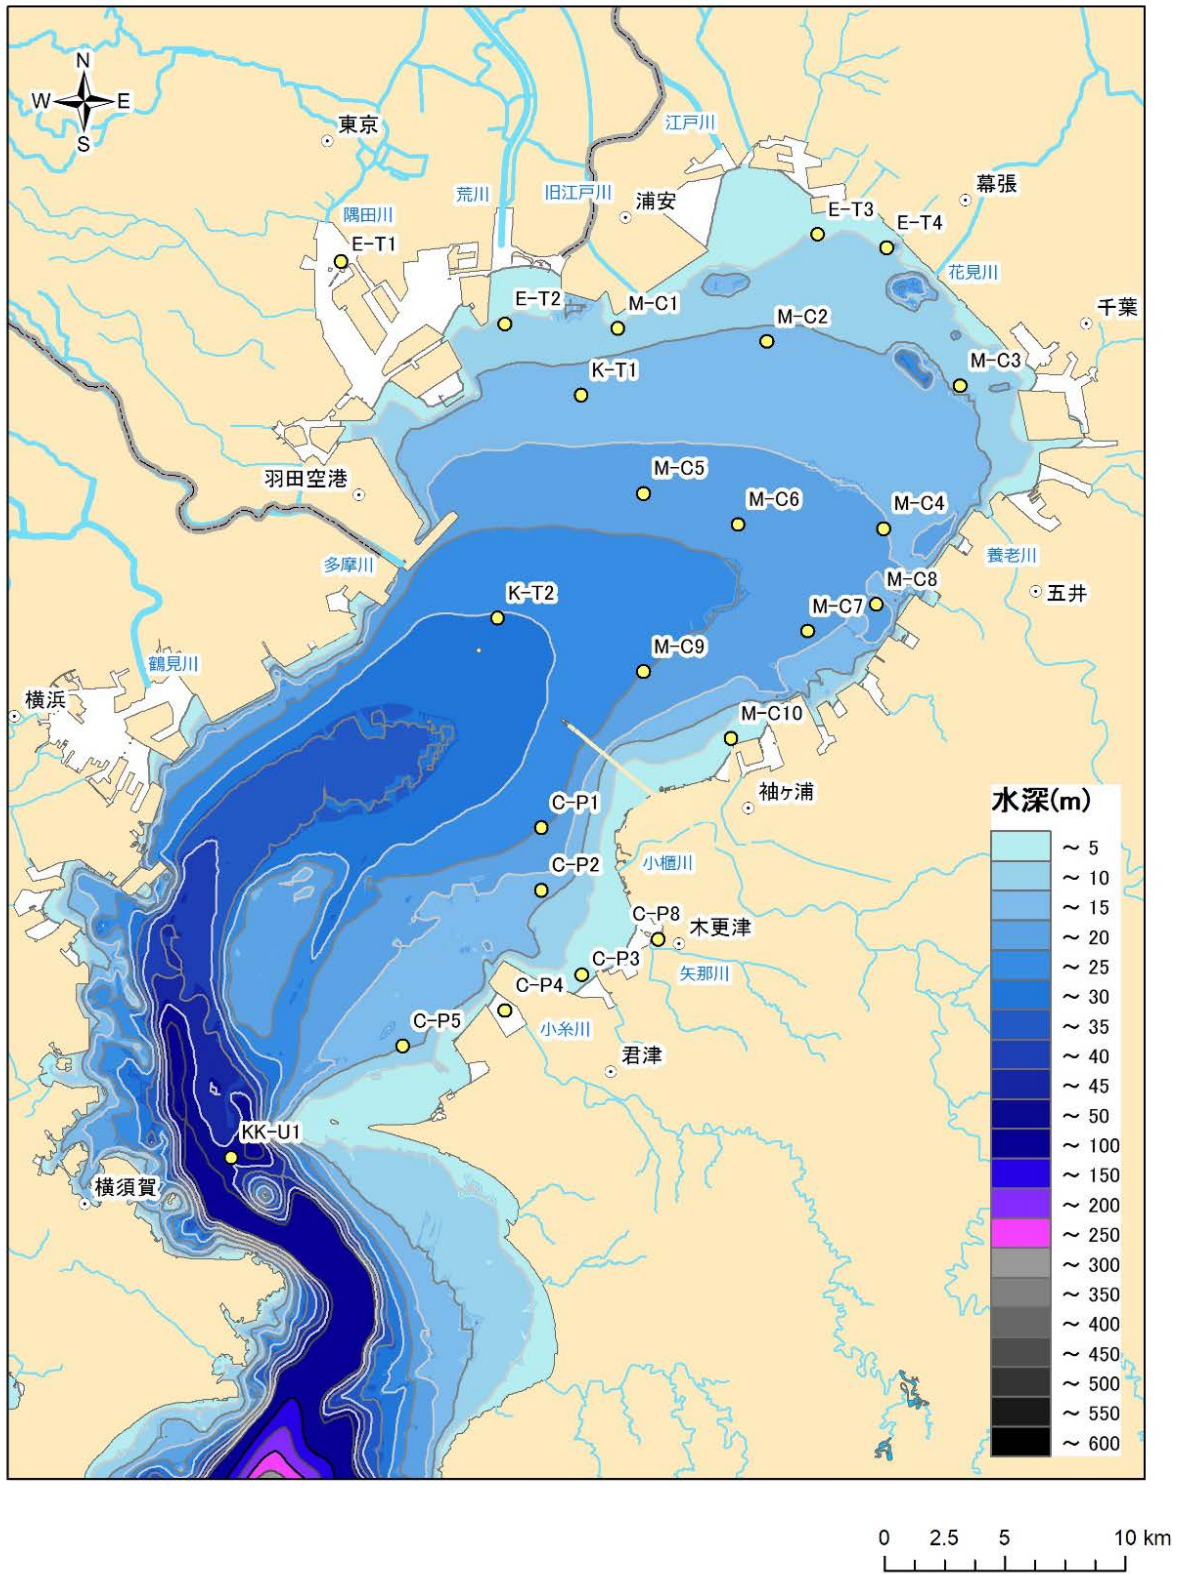 N
W E
S
東京
江戸川
荒川
旧江戸川
浦安
幕張
隅田川
E-T1
E-T3
E-T4
花見川
千葉
E-T2
M-C1
M-C2
K-T1
M-C3
羽田空港
M-C5
M-C6
M-C4
多摩川
養老川
K-T2
M-C8
M-C7
五井
鶴見川
M-C9
横浜
M-C10
袖ヶ浦
水深(m)
C-P1
小櫃川
C-P2
C-P8
木更津
C-P3
矢那川
C-P4
C-P5
小糸川
君津
KK-U1
横須賀
～ 5
～ 10
～ 15
～ 20
～ 25
～ 30
～ 35
～ 40
～ 45
～ 50
～ 100
～ 150
～ 200
～ 250
～ 300
～ 350
～ 400
～ 450
～ 500
～ 550
～ 600
0 2.5 5 10 km